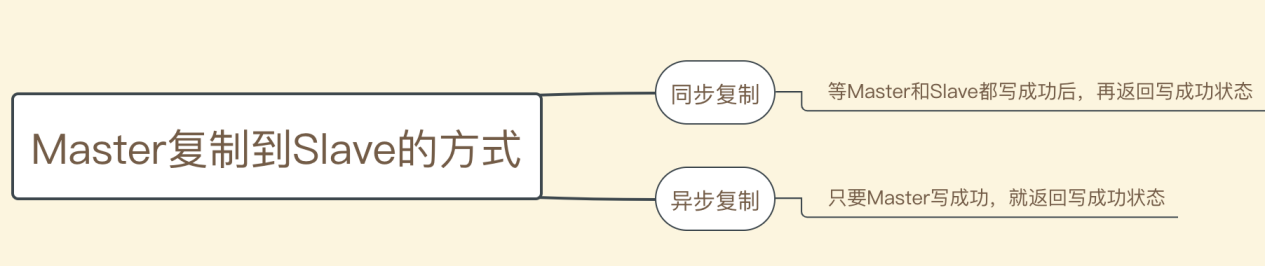 Master复制到Slave的方式
同步复制
等Master和Slave都写成功后，再返回写成功状态
异步复制
只要Master写成功，就返回写成功状态